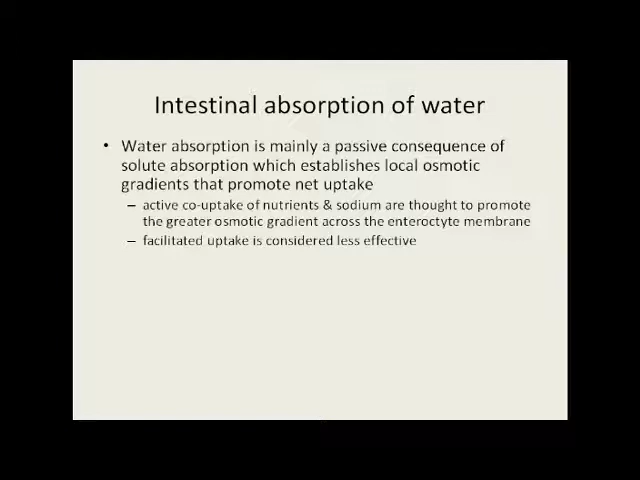 Intestinal absorption of water
• Water absorption is mainly a passive consequence of
solute absorption which establishes local osmotic
gradients that promote net uptake
– active co-uptake of nutrients & sodium are thought to promote
the greater osmotic gradient across the enteroctyte membrane
– facilitated uptake is considered less effective